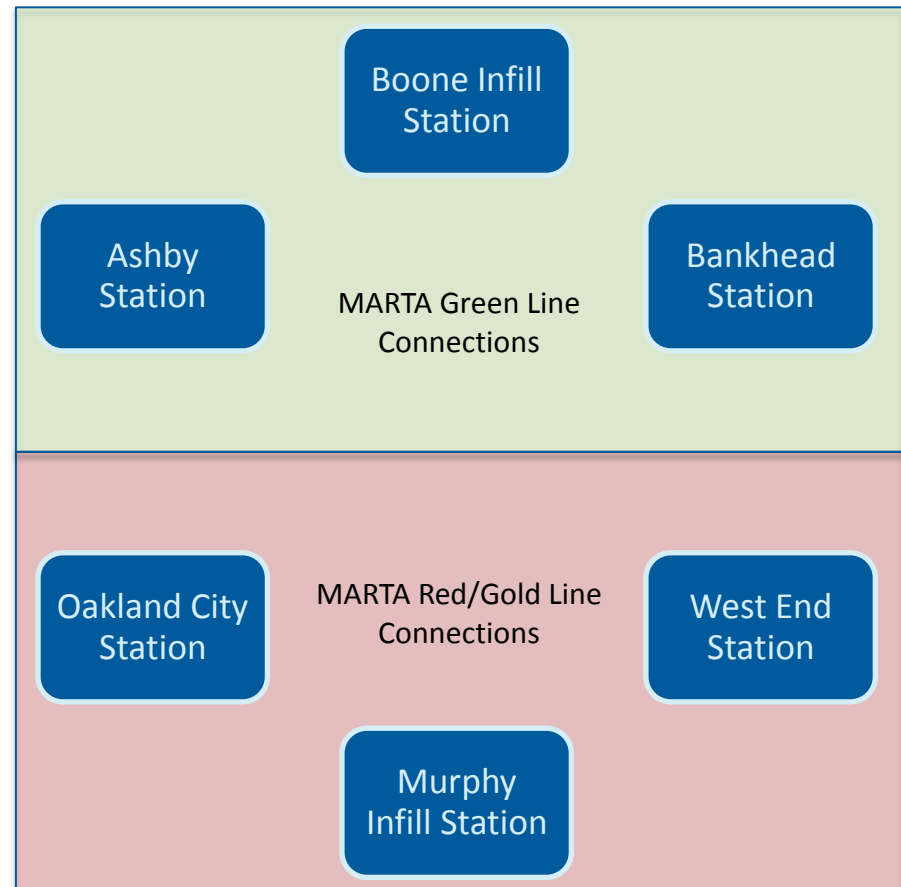 Boone Infill
Station
Ashby
Station
Bankhead
Station
MARTA Green Line
Connections
Oakland City
Station
MARTA Red/Gold Line
Connections
West End
Station
Murphy
Infill Station